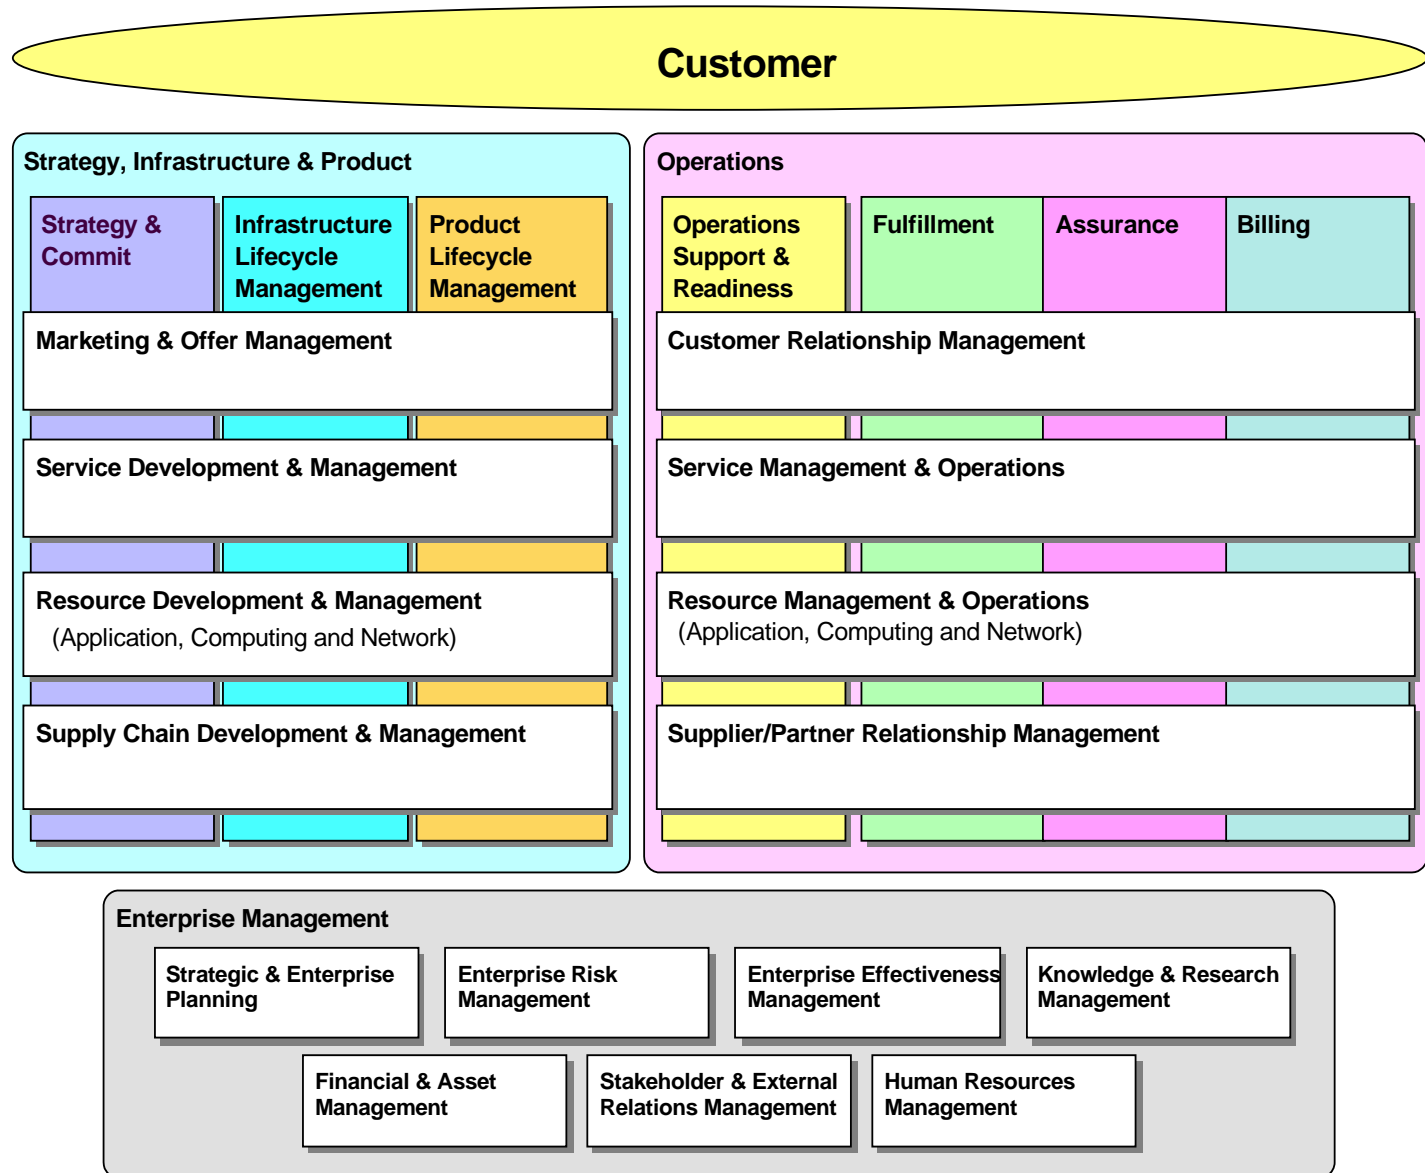 Customer
Strategy, Infrastructure & Product
Strategy &
Commit
Infrastructure
Lifecycle
Management
Product
Lifecycle
Management
Marketing & Offer Management
Service Development & Management
Resource Development & Management
(Application, Computing and Network)
Supply Chain Development & Management
Operations
Operations
Support &
Readiness
Fulfillment
Assurance
Billing
Customer Relationship Management
Service Management & Operations
Resource Management & Operations
(Application, Computing and Network)
Supplier/Partner Relationship Management
Enterprise Management
Strategic & Enterprise
Planning
Enterprise Risk
Management
Enterprise Effectiveness
Management
Knowledge & Research
Management
Financial & Asset
Management
Stakeholder & External
Relations Management
Human Resources
Management